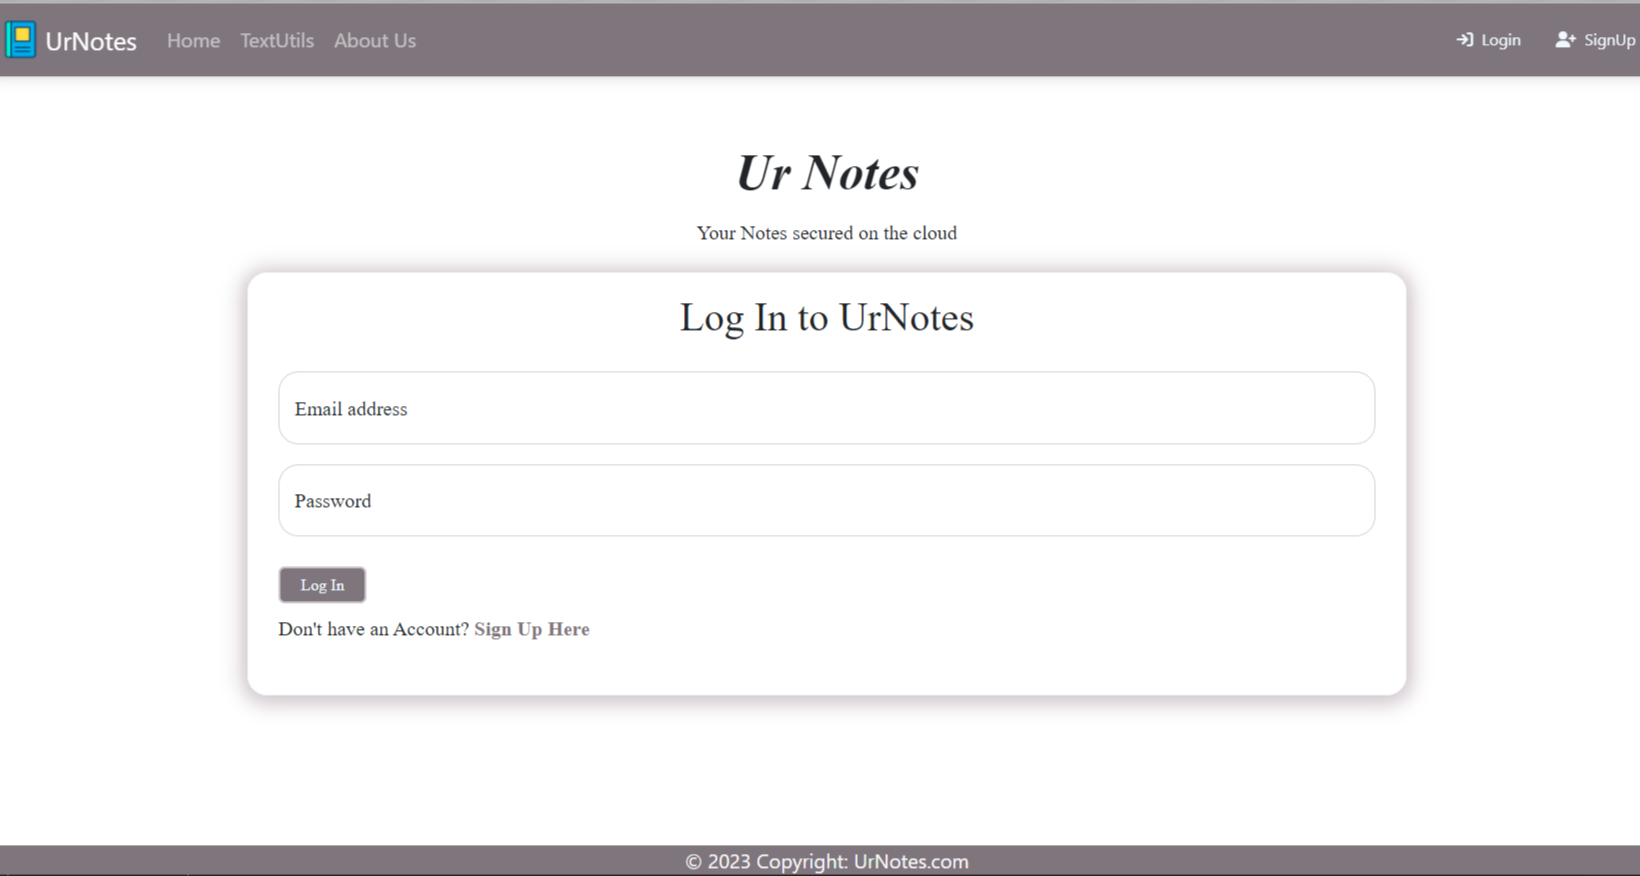 UrNotes Home TextUtils About Us Login SignUp
Ur Notes
Your Notes secured on the cloud
Log In to UrNotes
Email address
Password
Log In
Don't have an Account? Sign Up Here
© 2023 Copyright: UrNotes.com